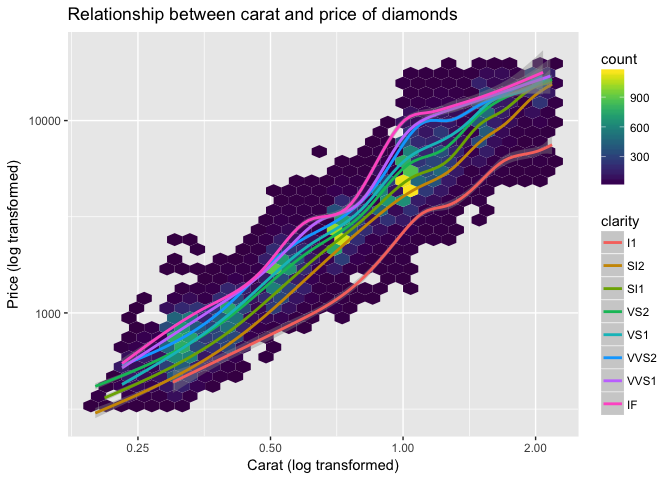 Relationship between carat and price of diamonds
Price (log transformed)
10000
1000
0.25 0.50 1.00 2.00
Carat (log transformed)
count
900
600
300
clarity
I1
SI2
SI1
VS2
VS1
VVS2
VVS1
IF